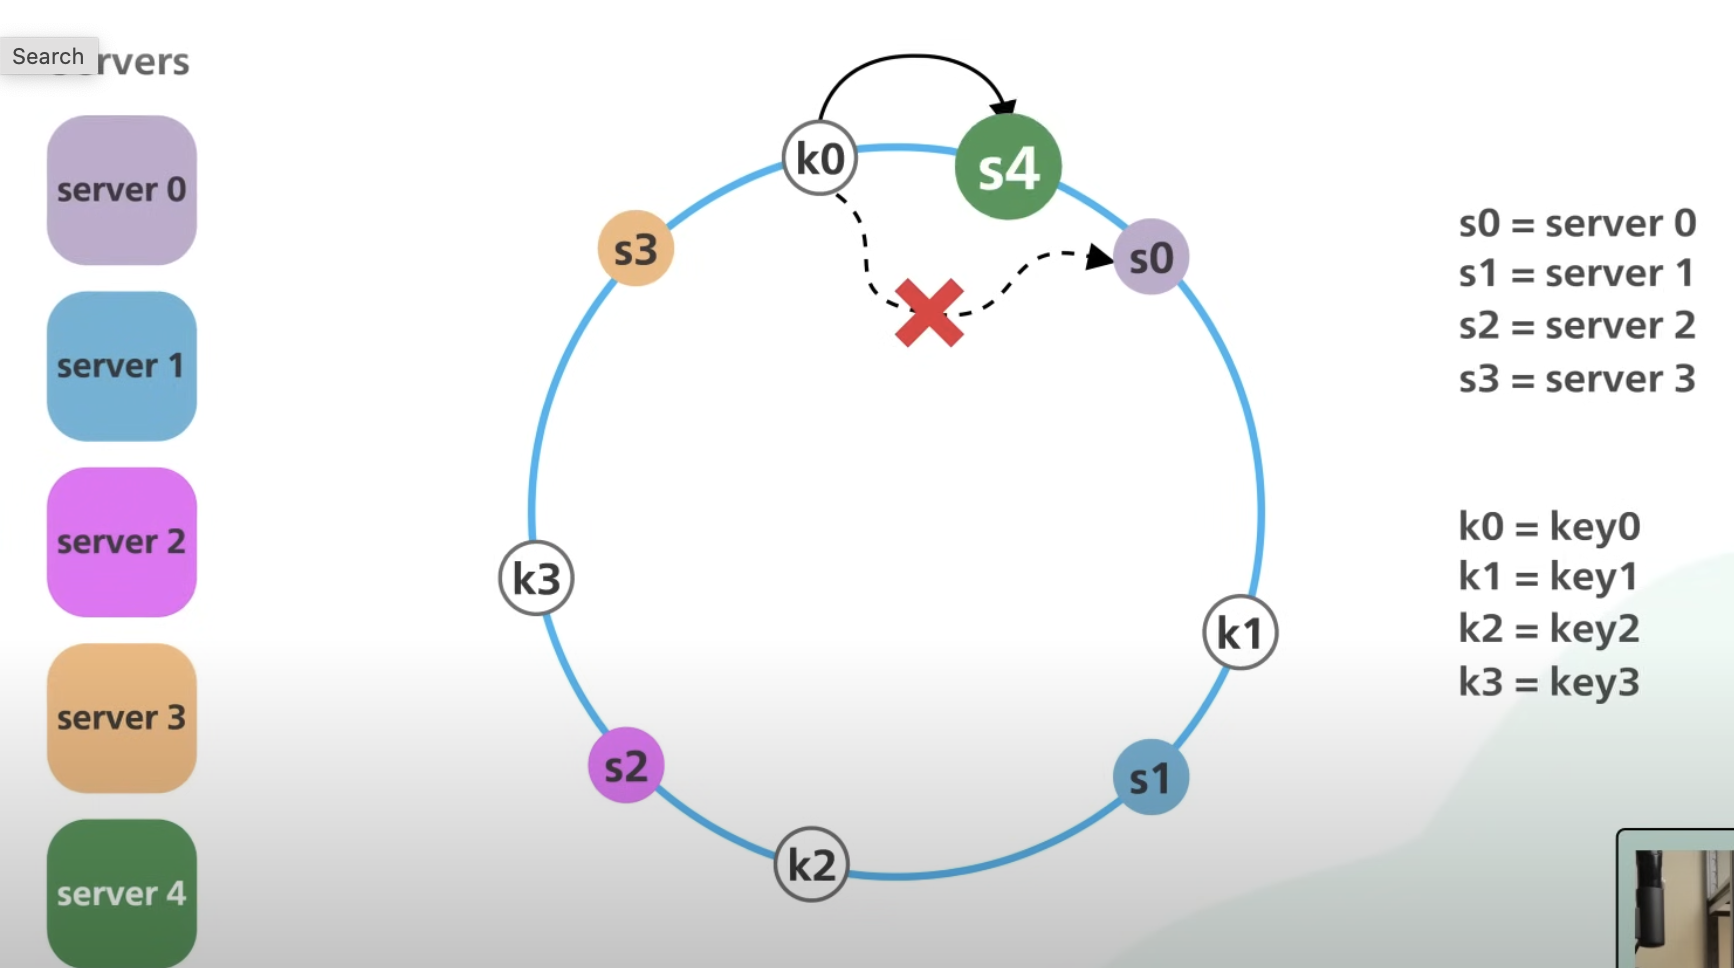 Search
rvers
server 0
server 1
server 2
server 3
server 4
k0
s4
s3
s0
k3
k1
s2
s1
k2
s0 = server 0
s1 = server 1
s2 = server 2
s3 = server 3
k0 = key0
k1 = key1
k2 = key2
k3 = key3